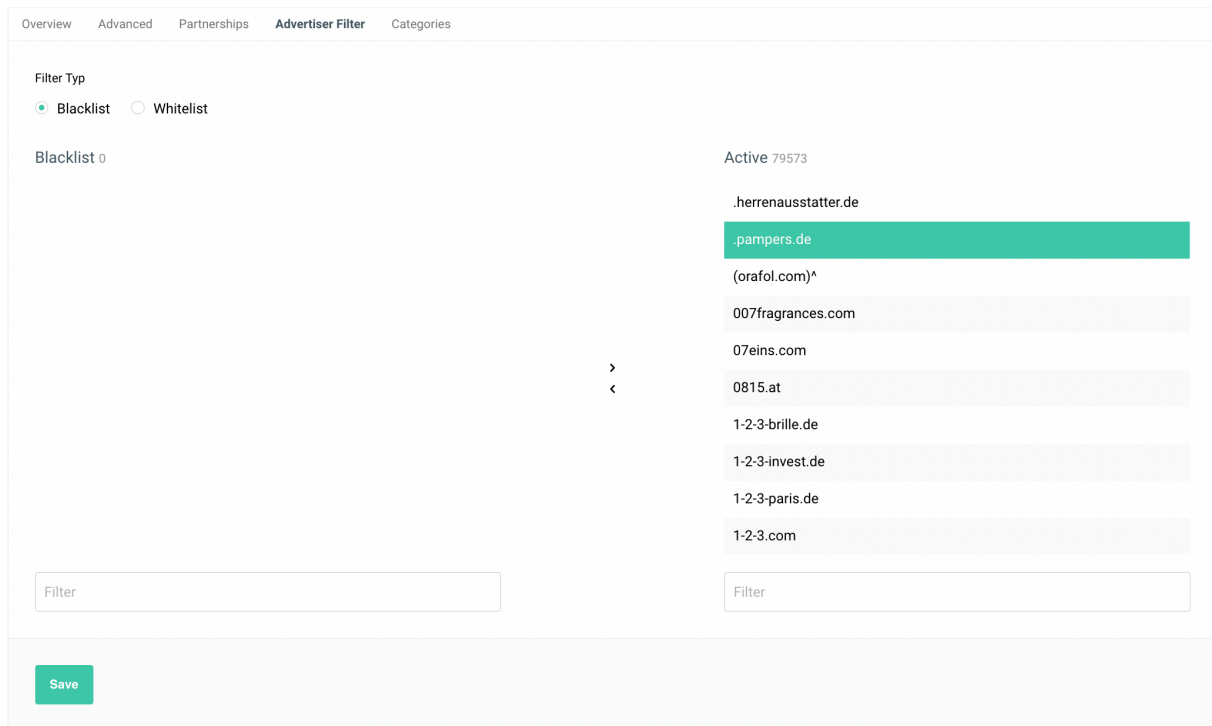 Overview Advanced Partnerships Advertiser Filter Categories
Filter Typ
Blacklist Whitelist
Blacklist 0
Active 79573
.herrenausstatter.de
.pampers.de
(orafol.com)^
007fragrances.com
07eins.com
0815.at
1-2-3-brille.de
1-2-3-invest.de
1-2-3-paris.de
1-2-3.com
Filter
Filter
Save